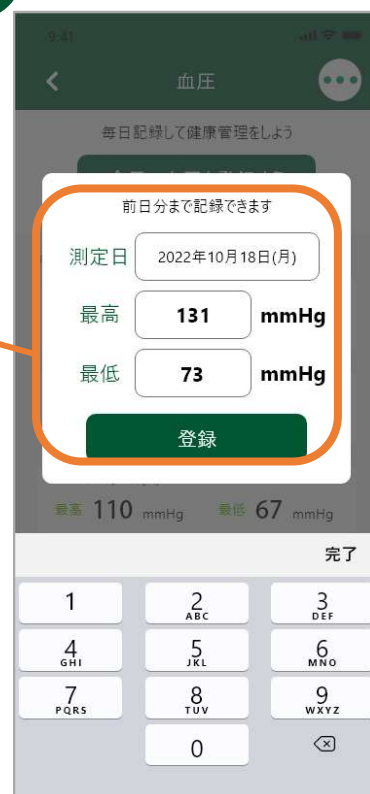 9:41
血圧
毎日記録して健康管理をしよう
前日分まで記録できます
測定日 2022年10月18日(月)
最高 131 mmHg
最低 73 mmHg
登録
最高 110 mmHg 最低 67 mmHg
完了
1 2 3
ABC DEF
4 5 6
GHI JKL MNO
7 8 9
PQRS TUV WXYZ
0